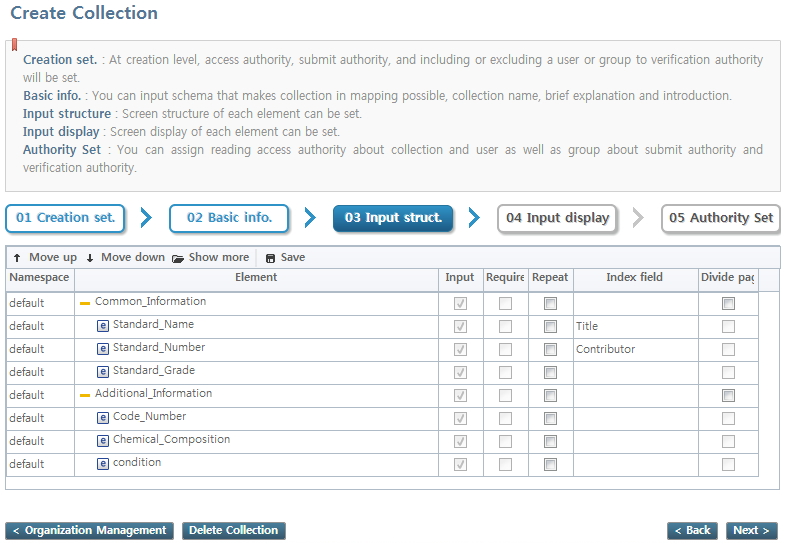 Create Collection
Creation set. : At creation level, access authority, submit authority, and including or excluding a user or group to verification authority
will be set.
Basic info. : You can input schema that makes collection in mapping possible, collection name, brief explanation and introduction.
Input structure : Screen structure of each element can be set.
Input display : Screen display of each element can be set.
Authority Set : You can assign reading access authority about collection and user as well as group about submit authority and
verification authority.
01 Creation set. 02 Basic info. 03 Input struct. 04 Input display 05 Authority Set
Move up Move down Show more Save
Namespace Element Input Require Repeat Index field Divide pag
default Common_Information
default e Standard_Name Title
default e Standard_Number Contributor
default e Standard_Grade
default Additional_Information
default e Code_Number
default e Chemical_Composition
default e condition
< Organization Management Delete Collection < Back Next >